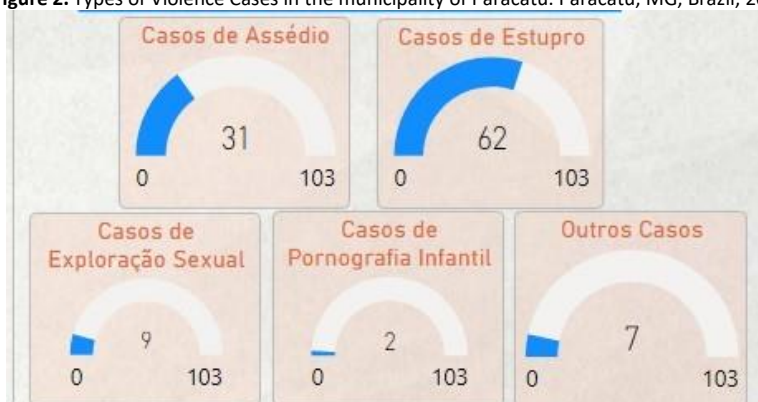 Figure 2. Types of Violence Cases in the municipality of Paracatu. Paracatu, MG, Brazil,
Casos de Assédio
31
0 103
Casos de Estupro
62
0 103
Casos de
Exploração Sexual
9
0 103
Casos de
Pornografia Infantil
2
0 103
Outros Casos
7
0 103